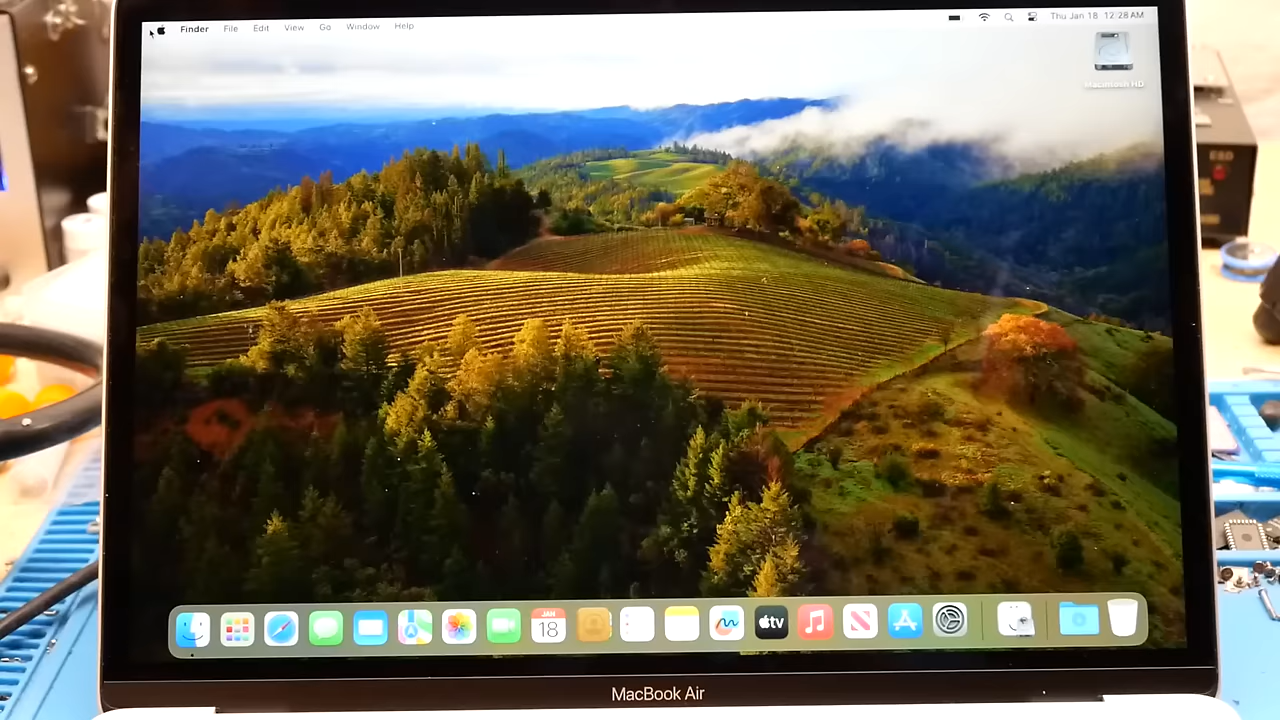 Finder File Edit View Go Window Help Thu Jan 18 12:28 AM
Macintosh HD
JAN
18
tv
MacBook Air